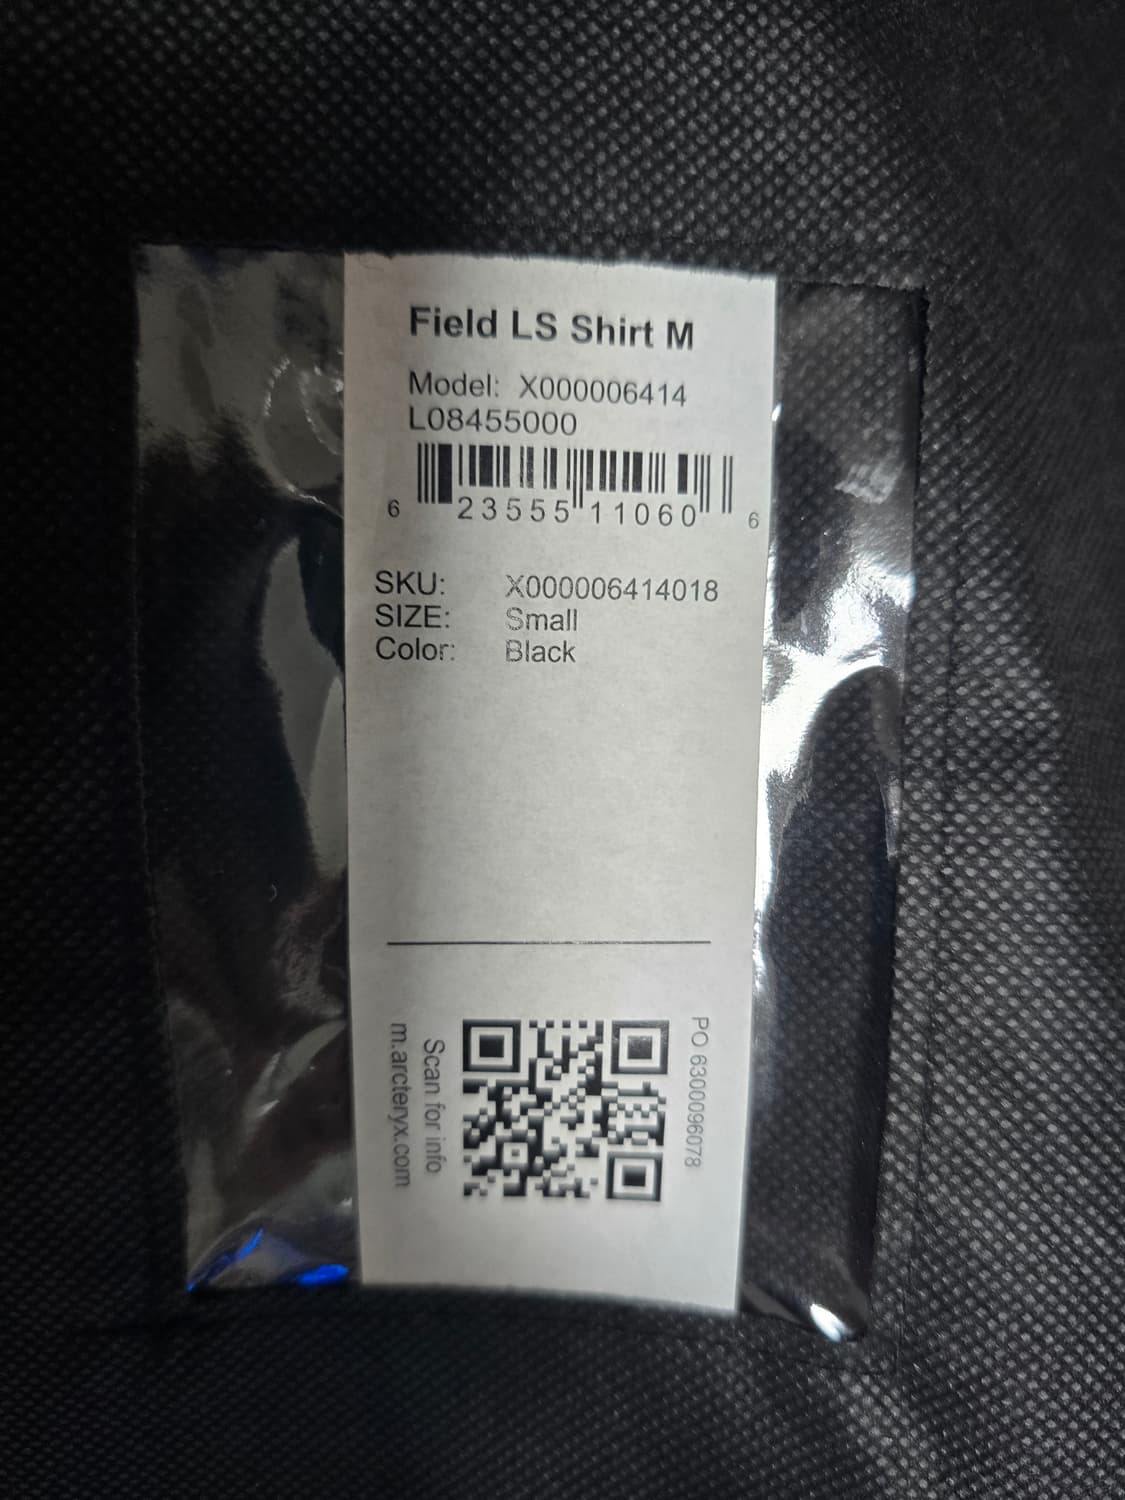 Field LS Shirt M
Model: X000006414
L08455000
6 23555 11060 6
SKU: X000006414018
SIZE: Small
Color: Black
PO 6300096078
Scan for info
m.arcteryx.com